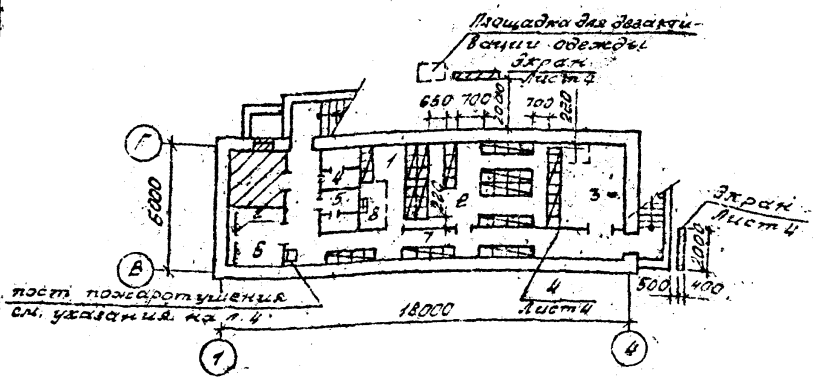 Площадка для дезакти-
вации одежды
Экран
Лист 4
650
700
2000
700
220
Г
6000
В
1
4
5
8
2
3
7
6
Экран
Лист 4
2000
500
400
пост пожаротушения
см. указания на л. 4
4
Лист 4
18000
1
4